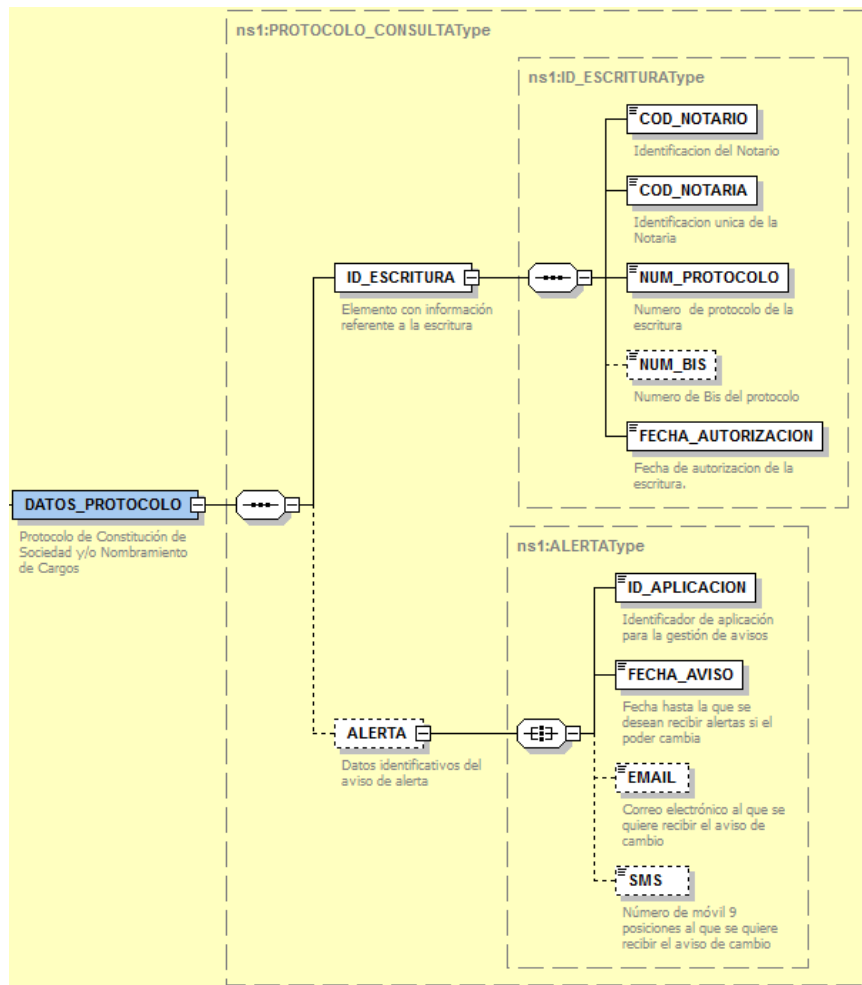 ns1:PROTOCOLO_CONSULTAType
ns1:ID_ESCRITURAType
COD_NOTARIO
Identificacion del Notario
COD_NOTARIA
Identificacion unica de la
Notaria
ID_ESCRITURA
Elemento con información
referente a la escritura
NUM_PROTOCOLO
Numero de protocolo de la
escritura
NUM_BIS
Numero de Bis del protocolo
FECHA_AUTORIZACION
Fecha de autorizacion de la
escritura.
DATOS_PROTOCOLO
Protocolo de Constitución de
Sociedad y/o Nombramiento
de Cargos
ns1:ALERTAType
ID_APLICACION
Identificador de aplicación
para la gestión de avisos
FECHA_AVISO
Fecha hasta la que se
desean recibir alertas si el
poder cambia
ALERTA
Datos identificativos del
aviso de alerta
EMAIL
Correo electrónico al que se
quiere recibir el aviso de
cambio
SMS
Número de móvil 9
posiciones al que se quiere
recibir el aviso de cambio